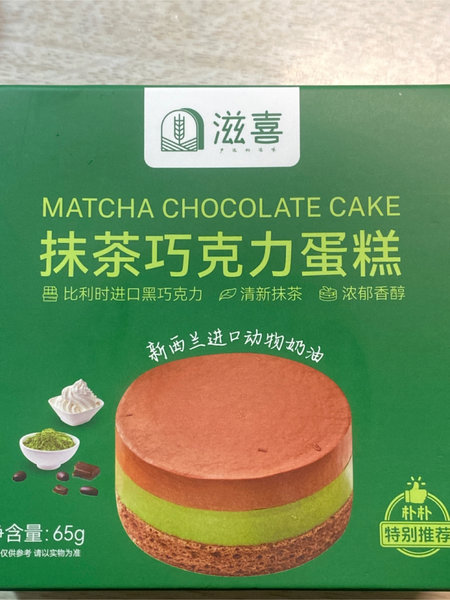 滋喜
MATCHA CHOCOLATE CAKE
抹茶巧克力蛋糕
比利时进口黑巧克力 清新抹茶 浓郁香醇
新西兰进口动物奶油
朴朴
特别推荐
净含量: 65g
仅供参考 请以实物为准